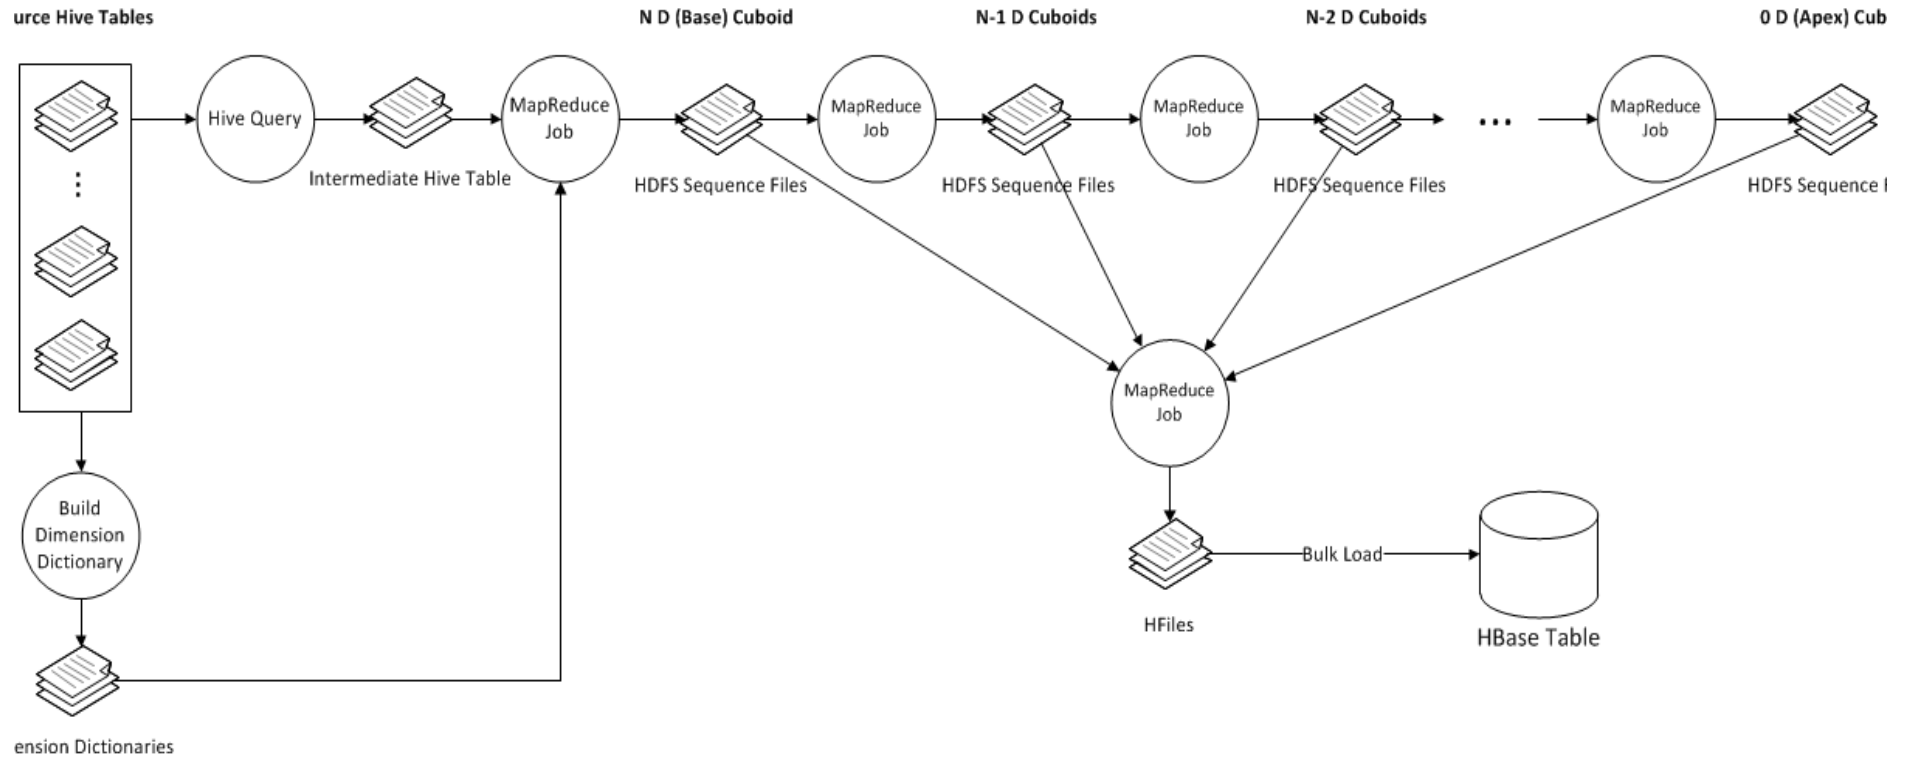 urce Hive Tables
N D (Base) Cuboid
N-1 D Cuboids
N-2 D Cuboids
0 D (Apex) Cub
Hive Query
Intermediate Hive Table
MapReduce
Job
HDFS Sequence Files
MapReduce
Job
HDFS Sequence Files
MapReduce
Job
HDFS Sequence Files
...
MapReduce
Job
HDFS Sequence F
MapReduce
Job
Build
Dimension
Dictionary
HFiles
Bulk Load
HBase Table
ension Dictionaries